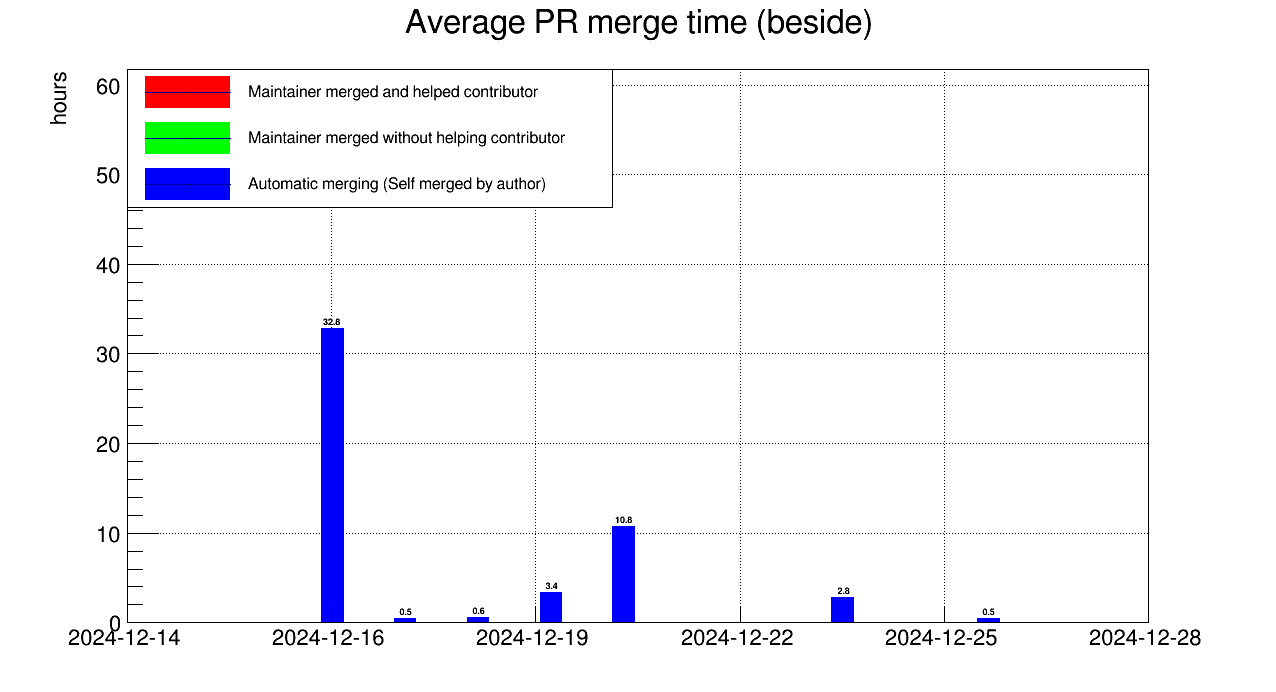 Average PR merge time (beside)
hours
60
50
40
30
20
10
0
Maintainer merged and helped contributor
Maintainer merged without helping contributor
Automatic merging (Self merged by author)
32.8
0.5
0.6
3.4
10.8
2.8
0.5
2024-12-14 2024-12-16 2024-12-19 2024-12-22 2024-12-25 2024-12-28